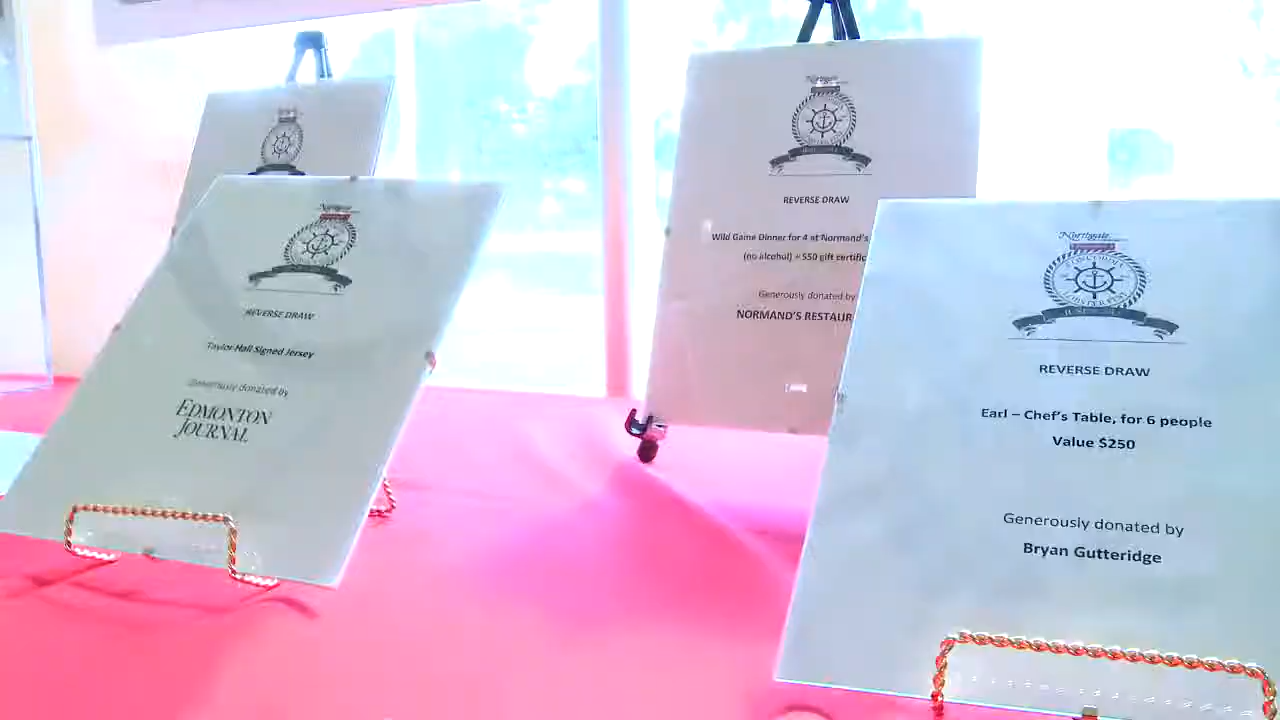 Northgate
REVERSE DRAW
Taylor Hall Signed Jersey
Generously donated by
EDMONTON
JOURNAL
REVERSE DRAW
Wild Game Dinner for 4 at Normand's
(no alcohol) + $50 gift certific
Generously donated by
NORMAND'S RESTAUR
Northgate
LOBSTERFEST
REVERSE DRAW
Earl – Chef's Table, for 6 people
Value $250
Generously donated by
Bryan Gutteridge